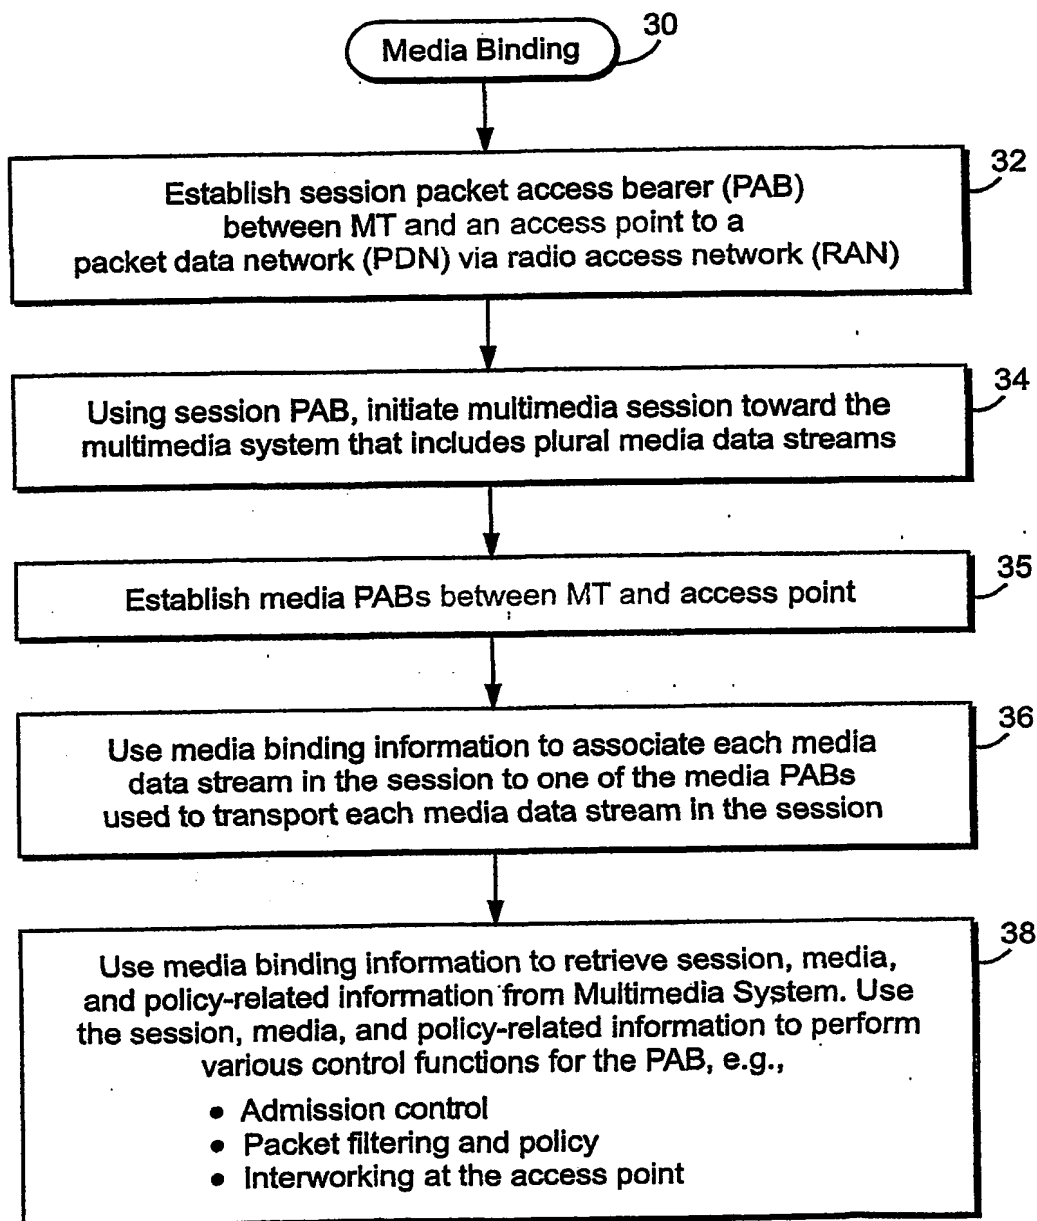 Media Binding
30
32
Establish session packet access bearer (PAB)
between MT and an access point to a
packet data network (PDN) via radio access network (RAN)
34
Using session PAB, initiate multimedia session toward the
multimedia system that includes plural media data streams
35
Establish media PABs between MT and access point
36
Use media binding information to associate each media
data stream in the session to one of the media PABs
used to transport each media data stream in the session
38
Use media binding information to retrieve session, media,
and policy-related information from Multimedia System. Use
the session, media, and policy-related information to perform
various control functions for the PAB, e.g.,
• Admission control
• Packet filtering and policy
• Interworking at the access point